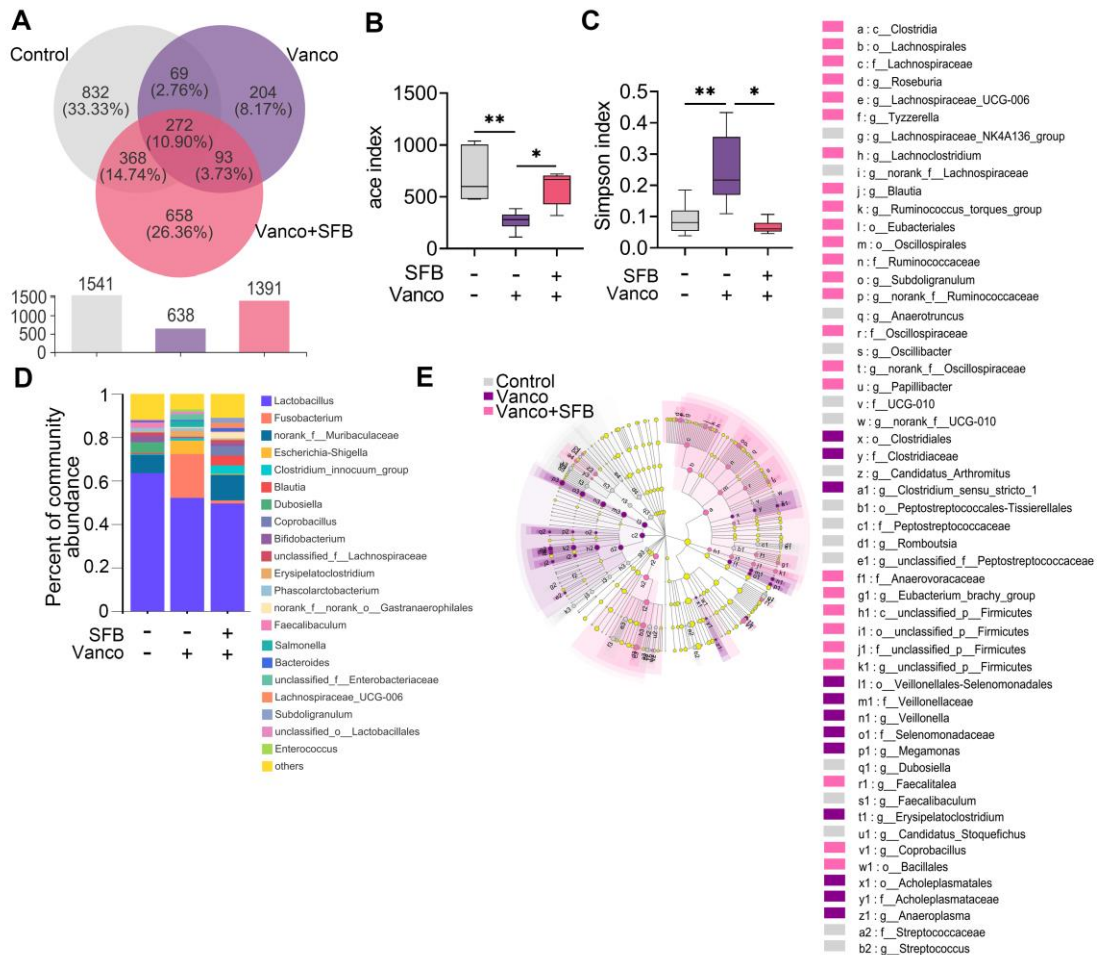 A
Control
Vanco
832
(33.33%)
69
(2.76%)
204
(8.17%)
272
(10.90%)
368
(14.74%)
93
(3.73%)
658
(26.36%)
Vanco+SFB
1541
638
1391
1500
1000
500
0
B
ace index
1500
1000
500
0
**
*
SFB - - +
Vanco - + +
C
Simpson index
0.5
0.4
0.3
0.2
0.1
0.0
**
*
SFB - - +
Vanco - + +
D
Percent of community
abundance
1
0.8
0.6
0.4
0.2
0
SFB - - +
Vanco - + +
Lactobacillus
Fusobacterium
norank_f__Muribaculaceae
Escherichia-Shigella
Clostridium_innocuum_group
Blautia
Dubosiella
Coprobacillus
Bifidobacterium
unclassified_f__Lachnospiraceae
Erysipelatoclostridium
Phascolarctobacterium
norank_f__norank_o__Gastranaerophilales
Faecalibaculum
Salmonella
Bacteroides
unclassified_f__Enterobacteriaceae
Lachnospiraceae_UCG-006
Subdoligranulum
unclassified_o__Lactobacillales
Enterococcus
others
E
Control
Vanco
Vanco+SFB
a : c__Clostridia
b : o__Lachnospirales
c : f__Lachnospiraceae
d : g__Roseburia
e : g__Lachnospiraceae_UCG-006
f : g__Tyzzerella
g : g__Lachnospiraceae_NK4A136_group
h : g__Lachnoclostridium
i : g__norank_f__Lachnospiraceae
j : g__Blautia
k : g__Ruminococcus_torques_group
l : o__Eubacteriales
m : o__Oscillospirales
n : f__Ruminococcaceae
o : g__Subdoligranulum
p : g__norank_f__Ruminococcaceae
q : g__Anaerotruncus
r : f__Oscillospiraceae
s : g__Oscillibacter
t : g__norank_f__Oscillospiraceae
u : g__Papillibacter
v : f__UCG-010
w : g__norank_f__UCG-010
x : o__Clostridiales
y : f__Clostridiaceae
z : g__Candidatus_Arthromitus
a1 : g__Clostridium_sensu_stricto_1
b1 : o__Peptostreptococcales-Tissierellales
c1 : f__Peptostreptococcaceae
d1 : g__Romboutsia
e1 : g__unclassified_f__Peptostreptococcaceae
f1 : f__Anaerovoracaceae
g1 : g__Eubacterium_brachy_group
h1 : c__unclassified_p__Firmicutes
i1 : o__unclassified_p__Firmicutes
j1 : f__unclassified_p__Firmicutes
k1 : g__unclassified_p__Firmicutes
l1 : o__Veillonellales-Selenomonadales
m1 : f__Veillonellaceae
n1 : g__Veillonella
o1 : f__Selenomonadaceae
p1 : g__Megamonas
q1 : g__Dubosiella
r1 : g__Faecalitalea
s1 : g__Faecalibaculum
t1 : g__Erysipelatoclostridium
u1 : g__Candidatus_Stoquefichus
v1 : g__Coprobacillus
w1 : o__Bacillales
x1 : o__Acholeplasmatales
y1 : f__Acholeplasmataceae
z1 : g__Anaeroplasma
a2 : f__Streptococcaceae
b2 : g__Streptococcus